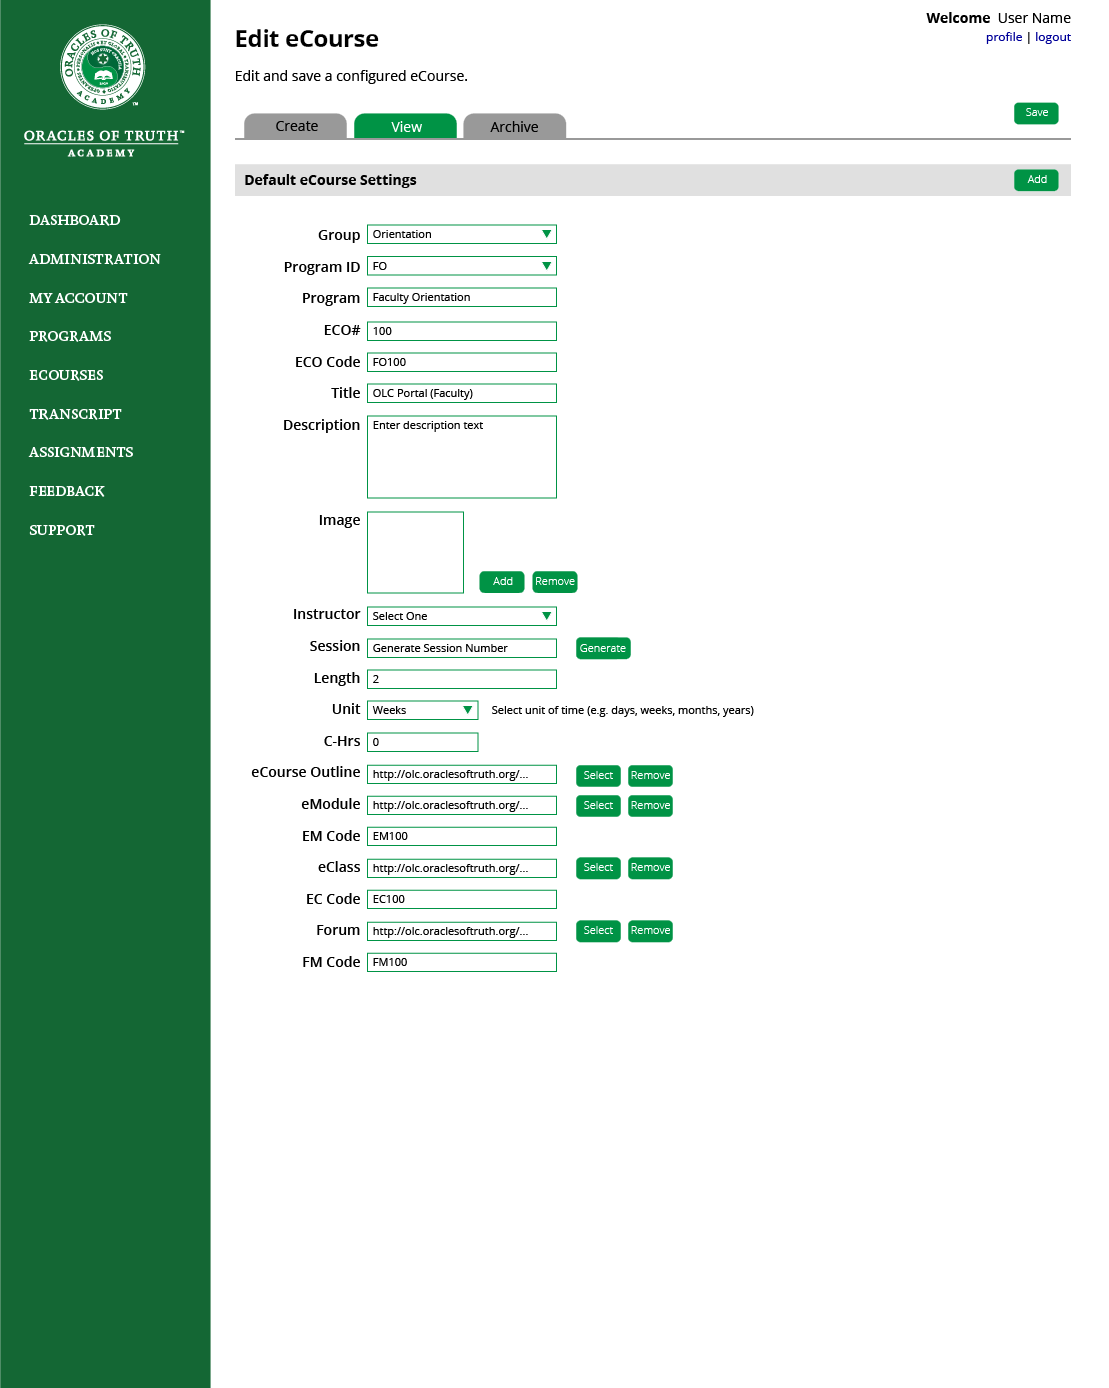 ORACLES OF TRUTH
ACADEMY
™
ORACLES OF TRUTH™
ACADEMY
DASHBOARD
ADMINISTRATION
MY ACCOUNT
PROGRAMS
ECOURSES
TRANSCRIPT
ASSIGNMENTS
FEEDBACK
SUPPORT
Welcome User Name
profile | logout
Edit eCourse
Edit and save a configured eCourse.
Save
Create View Archive
Default eCourse Settings Add
Group Orientation
Program ID FO
Program Faculty Orientation
ECO# 100
ECO Code FO100
Title OLC Portal (Faculty)
Description Enter description text
Image
Add Remove
Instructor Select One
Session Generate Session Number Generate
Length 2
Unit Weeks Select unit of time (e.g. days, weeks, months, years)
C-Hrs 0
eCourse Outline http://olc.oraclesoftruth.org/... Select Remove
eModule http://olc.oraclesoftruth.org/... Select Remove
EM Code EM100
eClass http://olc.oraclesoftruth.org/... Select Remove
EC Code EC100
Forum http://olc.oraclesoftruth.org/... Select Remove
FM Code FM100